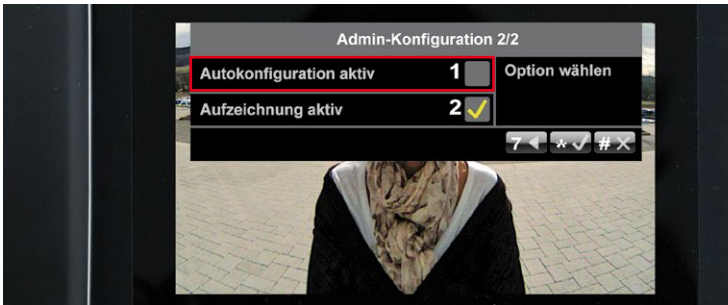 Admin-Konfiguration 2/2
Autokonfiguration aktiv 1 Option wählen
Aufzeichnung aktiv 2
7 * #